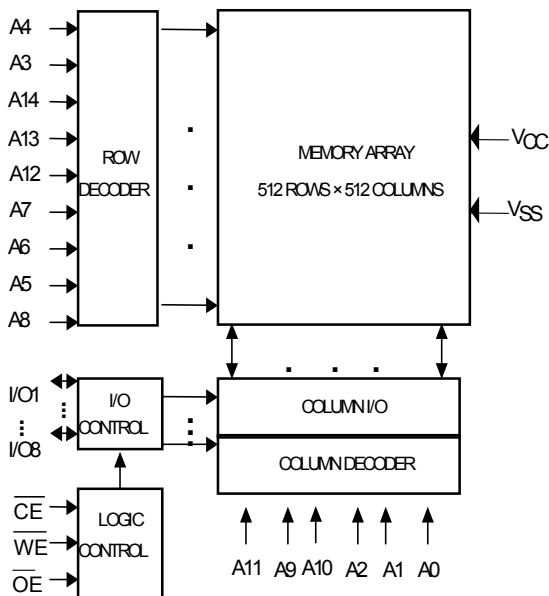 A4
A3
A14
A13
A12
A7
A6
A5
A8
ROW
DECODER
MEMORY ARRAY
512 ROWS × 512 COLUMNS
VCC
VSS
I/O1
I/O8
I/O
CONTROL
COLUMN I/O
COLUMN DECODER
CE
WE
OE
LOGIC
CONTROL
A11 A9 A10 A2 A1 A0